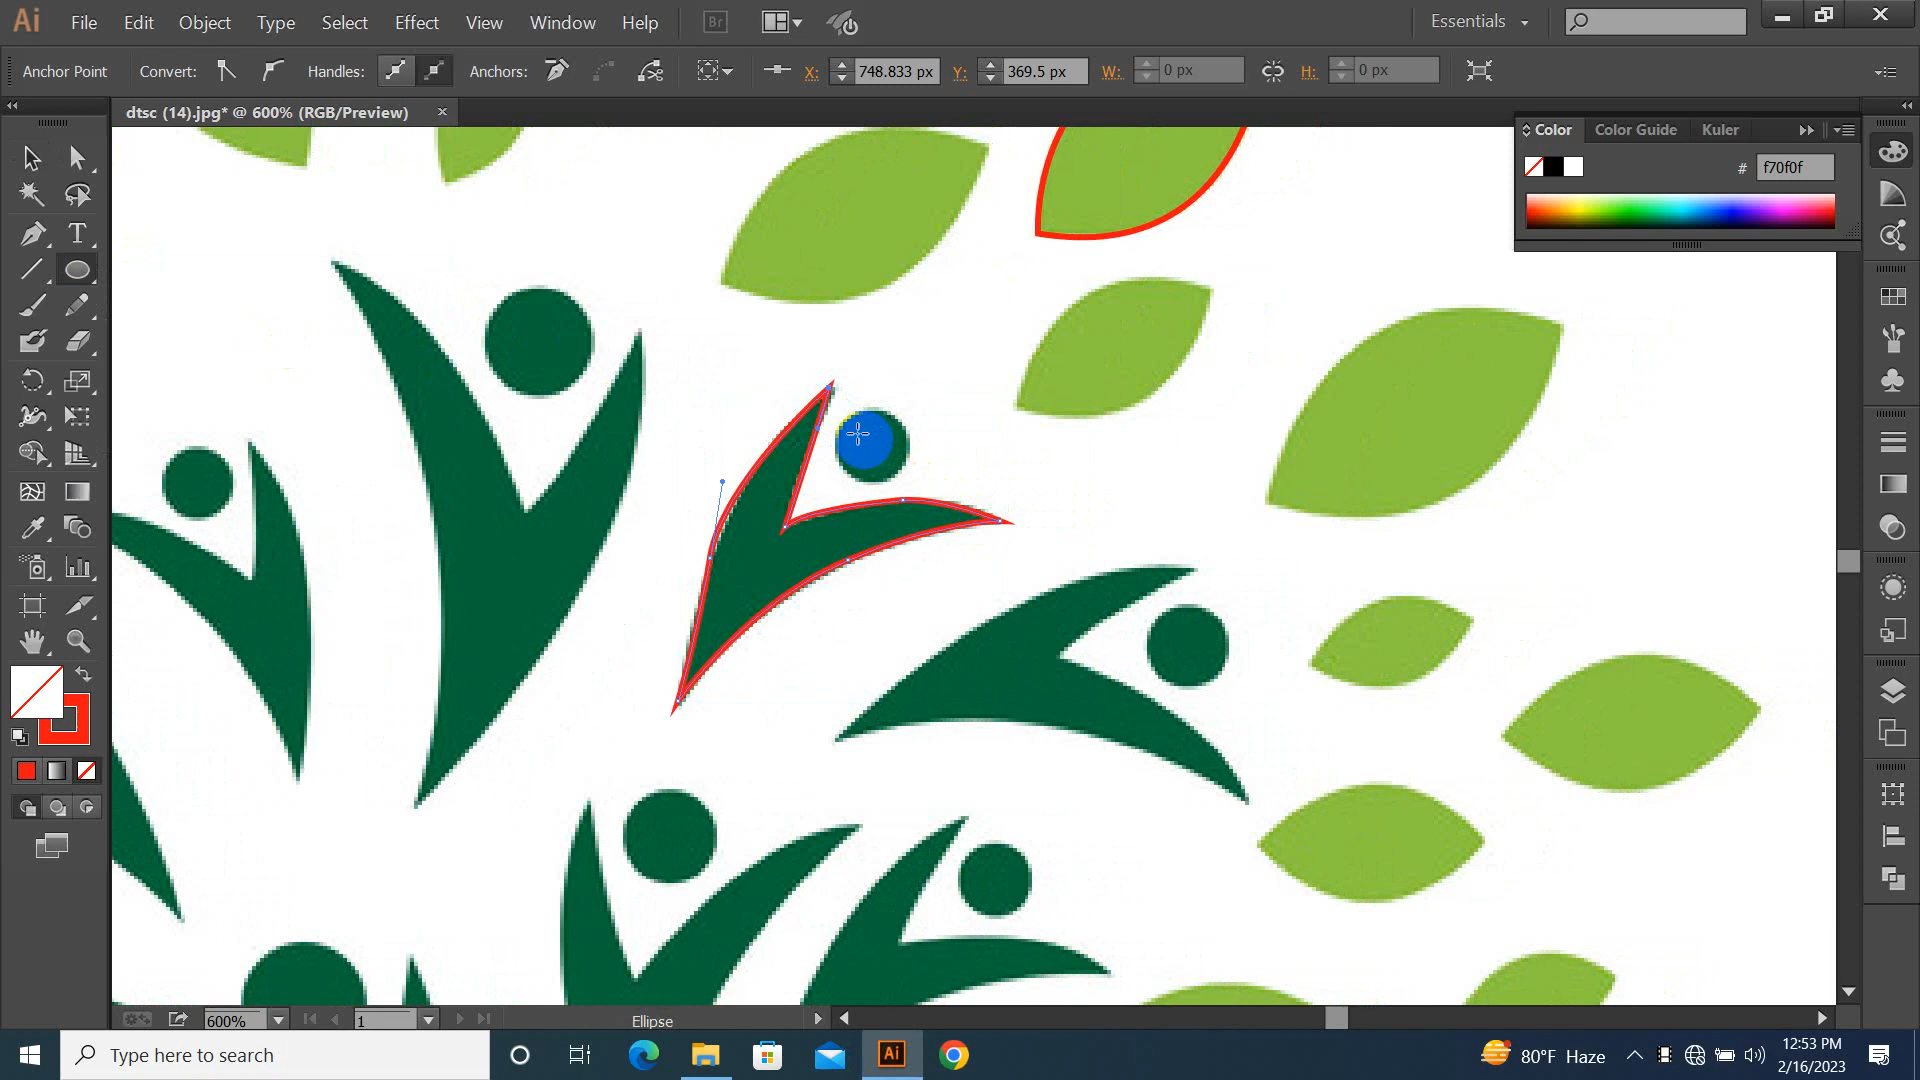 Ai File Edit Object Type Select Effect View Window Help Br Essentials
Anchor Point Convert: Handles: Anchors: X: 748.833 px Y: 369.5 px W: 0 px H: 0 px
dtsc (14).jpg* @ 600% (RGB/Preview)
Color Color Guide Kuler
# f70f0f
T
600% 1 Ellipse
Type here to search Ai 80°F Haze 12:53 PM
2/16/2023